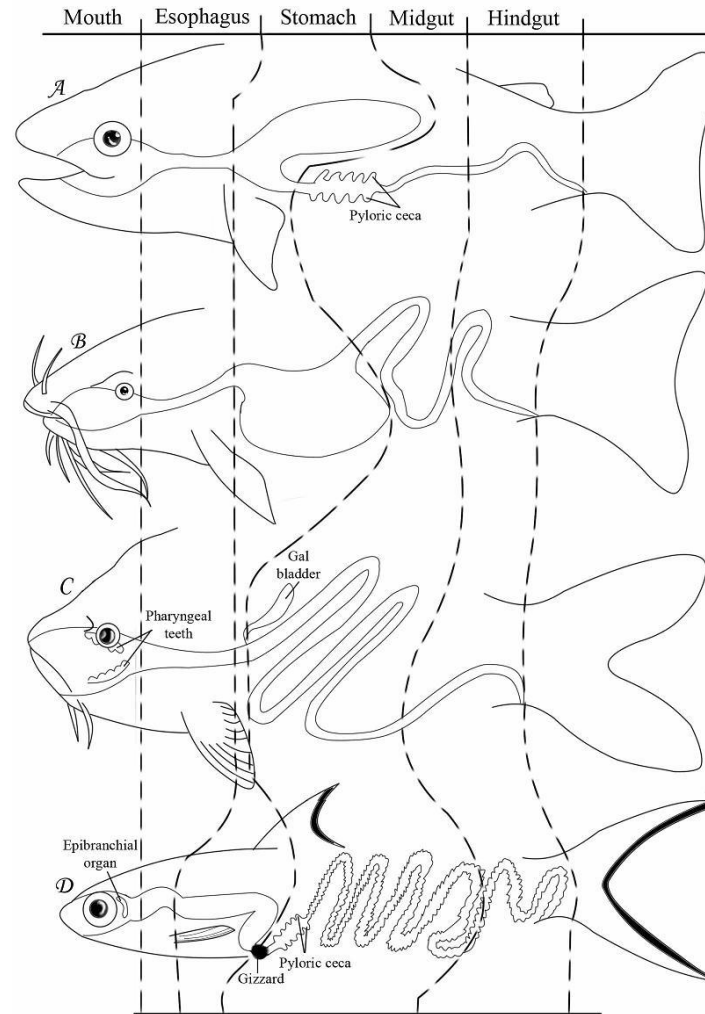 Mouth Esophagus Stomach Midgut Hindgut
A
Pyloric ceca
B
C
Gal
bladder
Pharyngeal
teeth
Epibranchial
organ
D
Pyloric ceca
Gizzard